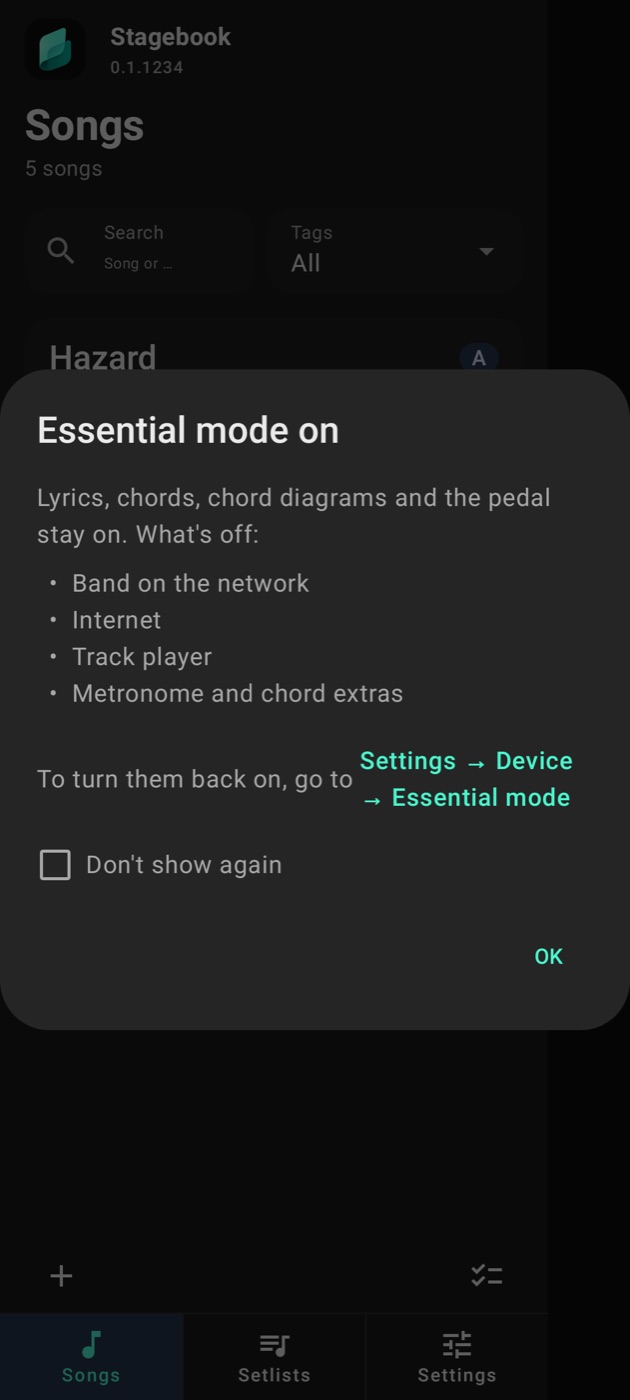 Stagebook
0.1.1234
Songs
5 songs
Search
Song or …
Tags
All
Hazard
A
Essential mode on
Lyrics, chords, chord diagrams and the pedal
stay on. What's off:
• Band on the network
• Internet
• Track player
• Metronome and chord extras
To turn them back on, go to Settings → Device
→ Essential mode
Don't show again
OK
Songs
Setlists
Settings